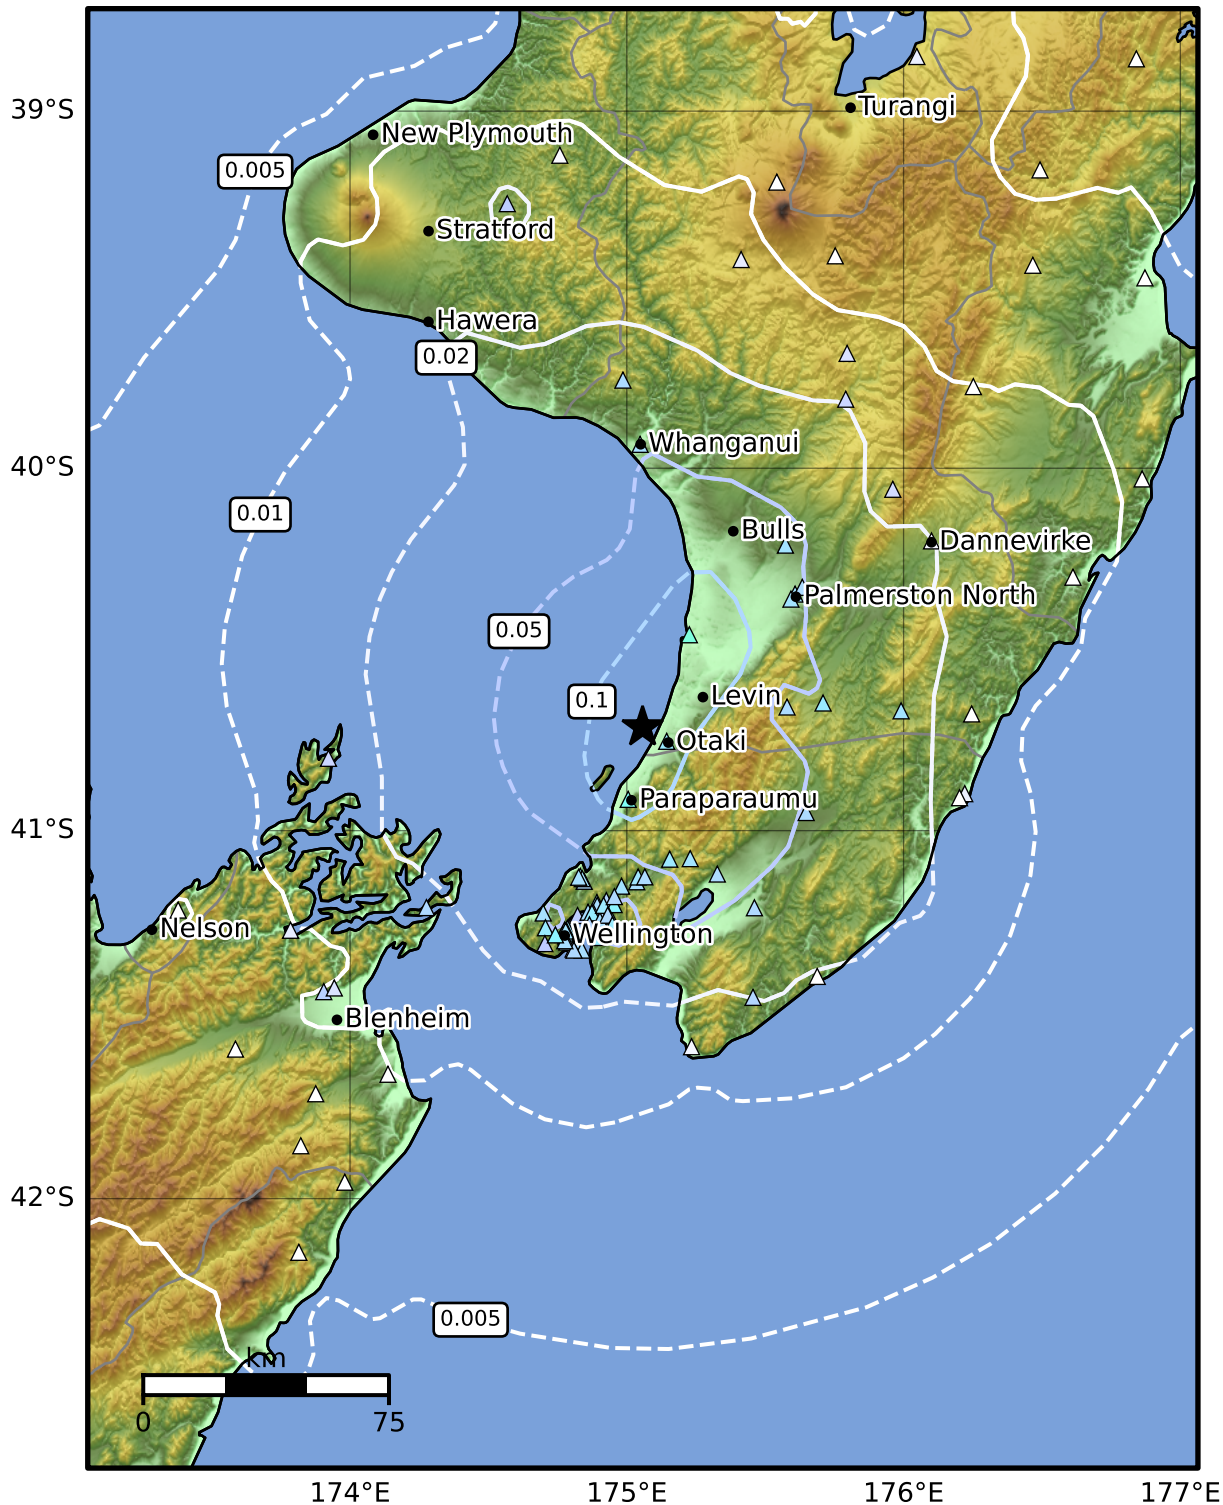 39°S
Turangi
New Plymouth
0.005
Stratford
Hawera
0.02
Whanganui
40°S
0.01
Bulls
Dannevirke
Palmerston North
0.05
0.1
Levin
Otaki
Paraparaumu
41°S
Nelson
Wellington
Blenheim
42°S
0.005
km
0
75
174°E
175°E
176°E
177°E